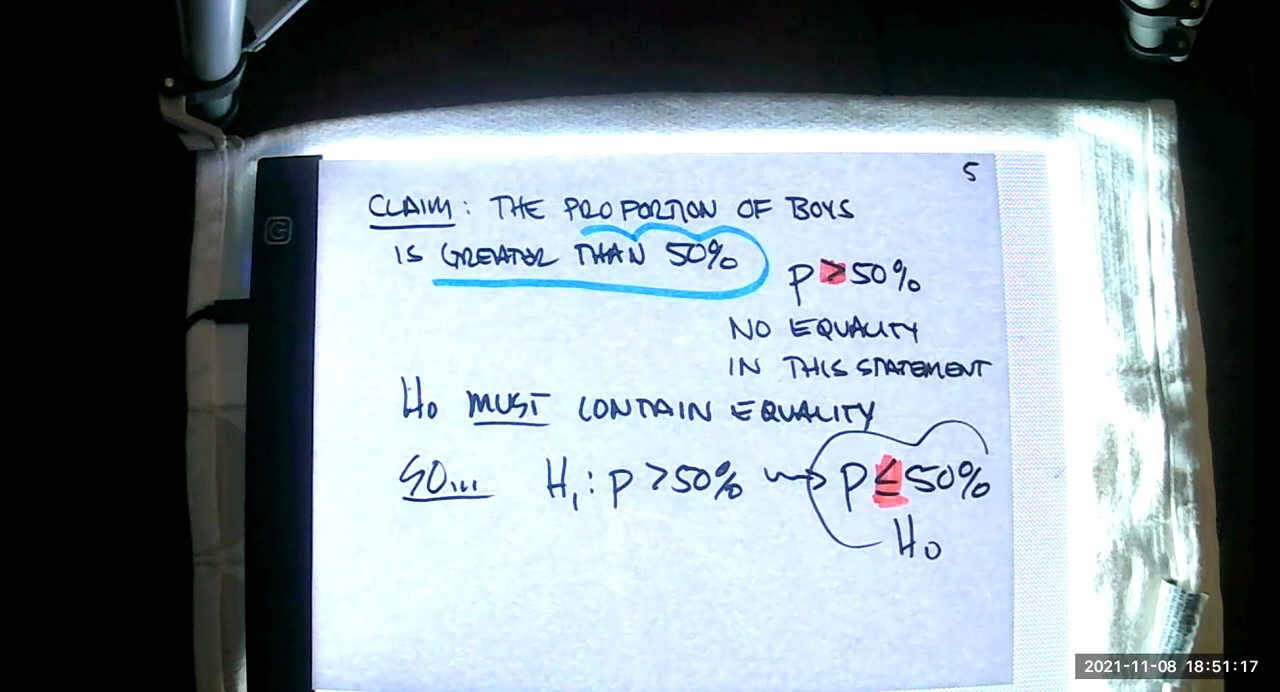 5
CLAIM: THE PROPORTION OF BOYS
IS GREATER THAN 50%
p > 50%
NO EQUALITY
IN THIS STATEMENT
H0 MUST CONTAIN EQUALITY
SO... H1: p > 50% → p ≤ 50%
H0
2021-11-08 18:51:17